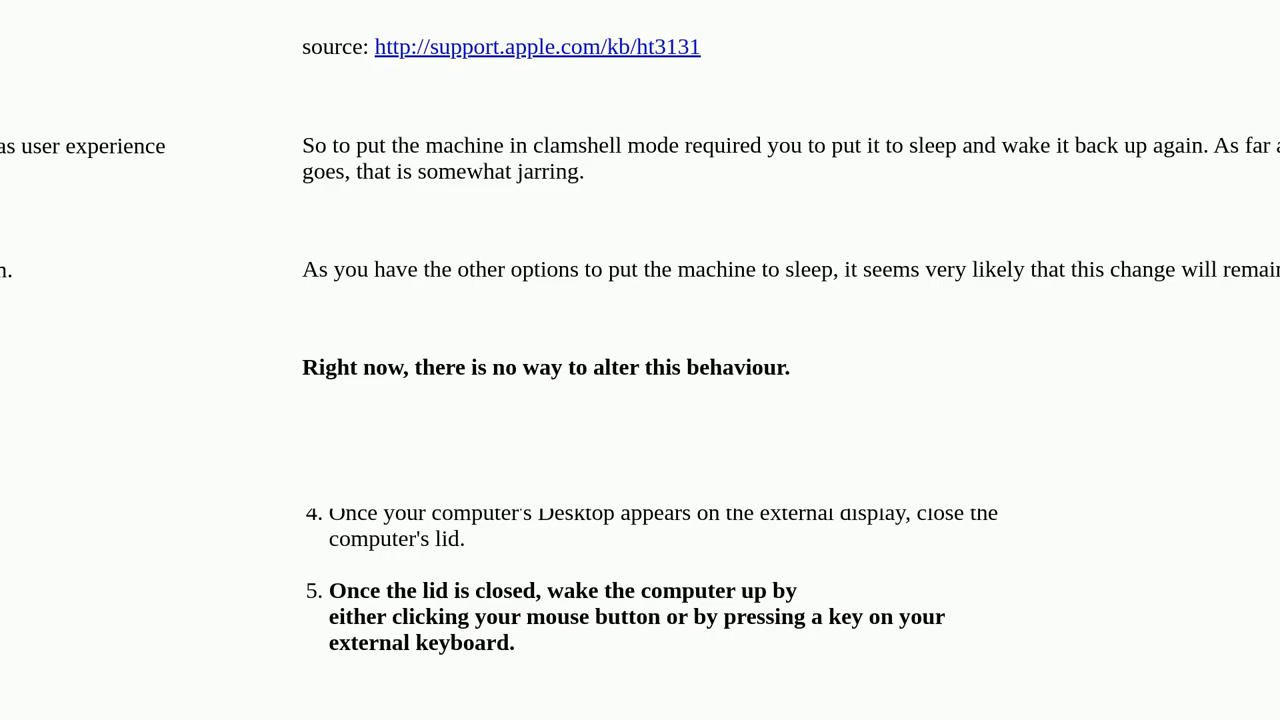 source: http://support.apple.com/kb/ht3131
as user experience
So to put the machine in clamshell mode required you to put it to sleep and wake it back up again. As far a
goes, that is somewhat jarring.
n.
As you have the other options to put the machine to sleep, it seems very likely that this change will remain
Right now, there is no way to alter this behaviour.
4. Once your computer's Desktop appears on the external display, close the
computer's lid.
5. Once the lid is closed, wake the computer up by
either clicking your mouse button or by pressing a key on your
external keyboard.